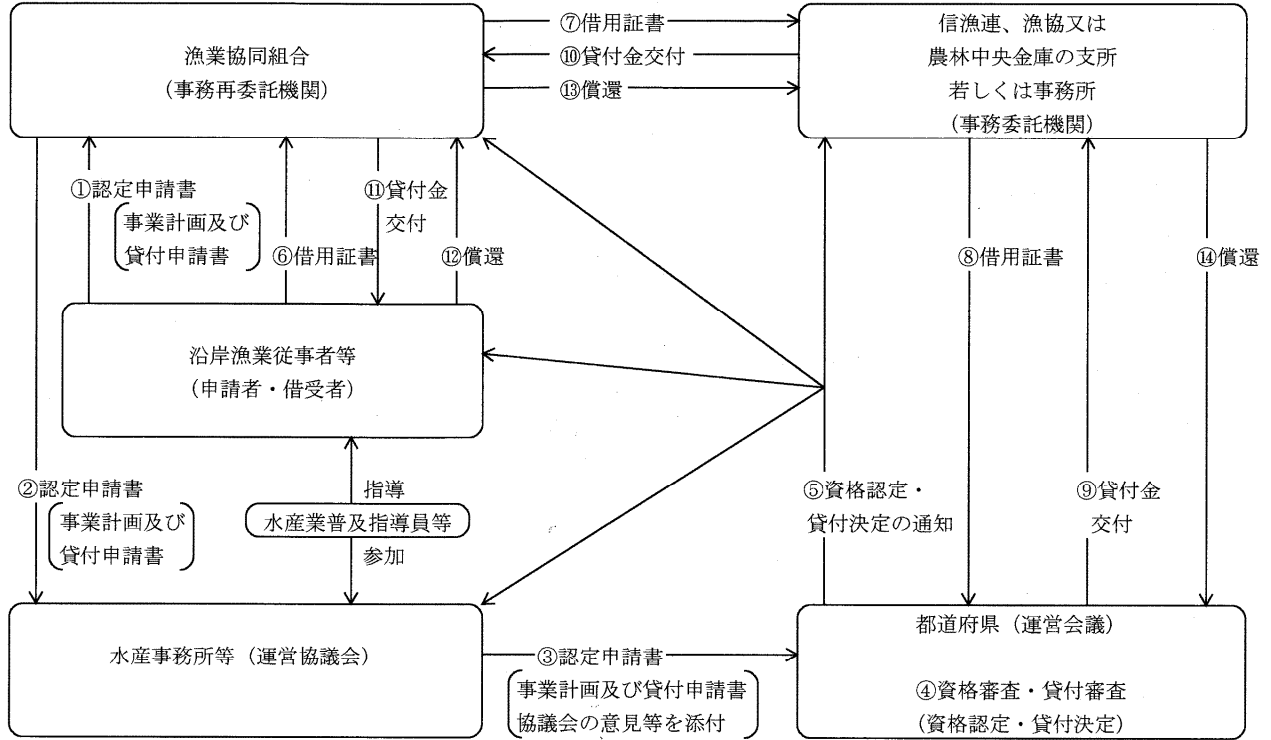 漁業協同組合
(事務再委託機関)
⑦借用証書
⑩貸付金交付
⑬償還
信漁連、漁協又は
農林中央金庫の支所
若しくは事務所
(事務委託機関)
①認定申請書
事業計画及び
貸付申請書
⑥借用証書
⑪貸付金
交付
⑫償還
⑧借用証書
⑭償還
沿岸漁業従事者等
(申請者・借受者)
②認定申請書
事業計画及び
貸付申請書
指導
水産業普及指導員等
参加
⑤資格認定・
貸付決定の通知
⑨貸付金
交付
水産事務所等(運営協議会)
③認定申請書
事業計画及び貸付申請書
協議会の意見等を添付
都道府県(運営会議)
④資格審査・貸付審査
(資格認定・貸付決定)